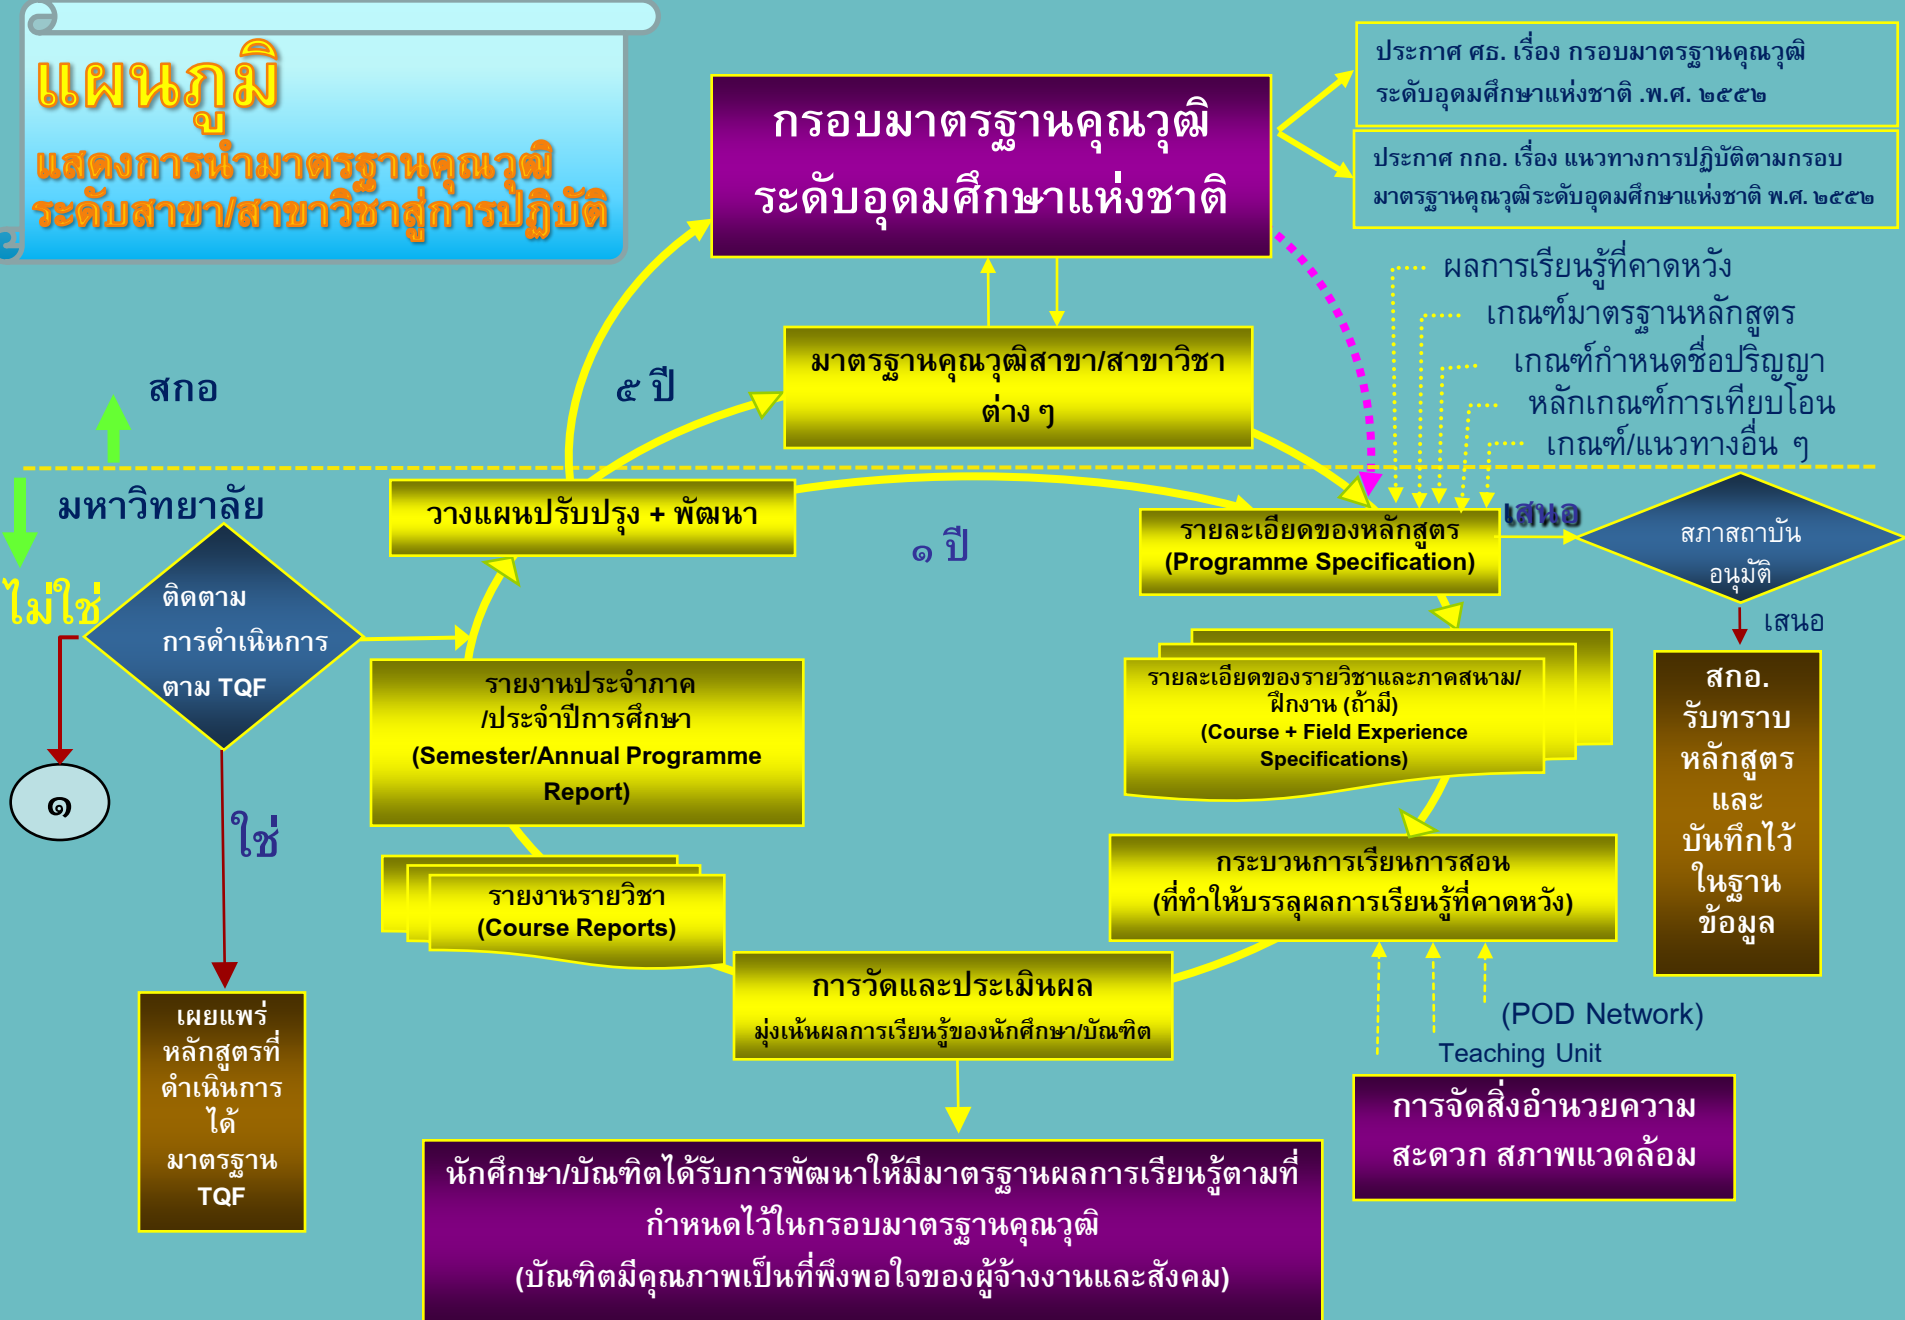 แผนภูมิ
แสดงการนำมาตรฐานคุณวุฒิ
ระดับสาขา/สาขาวิชาสู่การปฏิบัติ
กรอบมาตรฐานคุณวุฒิ
ระดับอุดมศึกษาแห่งชาติ
ประกาศ ศธ. เรื่อง กรอบมาตรฐานคุณวุฒิ
ระดับอุดมศึกษาแห่งชาติ .พ.ศ. ๒๕๕๒
ประกาศ กกอ. เรื่อง แนวทางการปฏิบัติตามกรอบ
มาตรฐานคุณวุฒิระดับอุดมศึกษาแห่งชาติ พ.ศ. ๒๕๕๒
ผลการเรียนรู้ที่คาดหวัง
เกณฑ์มาตรฐานหลักสูตร
เกณฑ์กำหนดชื่อปริญญา
หลักเกณฑ์การเทียบโอน
เกณฑ์/แนวทางอื่น ๆ
มาตรฐานคุณวุฒิสาขา/สาขาวิชา
ต่าง ๆ
๕ ปี
สกอ
มหาวิทยาลัย
วางแผนปรับปรุง + พัฒนา
๑ ปี
รายละเอียดของหลักสูตร
(Programme Specification)
เสนอ
สภาสถาบัน
อนุมัติ
เสนอ
สกอ.
รับทราบ
หลักสูตร
และ
บันทึกไว้
ในฐาน
ข้อมูล
ไม่ใช่
ติดตาม
การดำเนินการ
ตาม TQF
๑
ใช่
เผยแพร่
หลักสูตรที่
ดำเนินการ
ได้
มาตรฐาน
TQF
รายงานประจำภาค
/ประจำปีการศึกษา
(Semester/Annual Programme
Report)
รายละเอียดของรายวิชาและภาคสนาม/
ฝึกงาน (ถ้ามี)
(Course + Field Experience
Specifications)
กระบวนการเรียนการสอน
(ที่ทำให้บรรลุผลการเรียนรู้ที่คาดหวัง)
รายงานรายวิชา
(Course Reports)
การวัดและประเมินผล
มุ่งเน้นผลการเรียนรู้ของนักศึกษา/บัณฑิต
(POD Network)
Teaching Unit
การจัดสิ่งอำนวยความ
สะดวก สภาพแวดล้อม
นักศึกษา/บัณฑิตได้รับการพัฒนาให้มีมาตรฐานผลการเรียนรู้ตามที่
กำหนดไว้ในกรอบมาตรฐานคุณวุฒิ
(บัณฑิตมีคุณภาพเป็นที่พึงพอใจของผู้จ้างงานและสังคม)